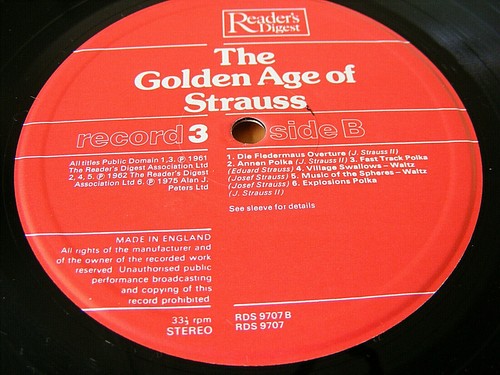 Reader's
Digest
The
Golden Age of
Strauss
record 3
side B
All titles Public Domain 1, 3. ℗ 1961
The Reader's Digest Association Ltd
2, 4, 5. ℗ 1962 The Reader's Digest
Association Ltd 6. ℗ 1975 Alan J.
Peters Ltd
1. Die Fledermaus Overture (J. Strauss II)
2. Annen Polka (J. Strauss II) 3. Fast Track Polka
(Eduard Strauss) 4. Village Swallows – Waltz
(Josef Strauss) 5. Music of the Spheres – Waltz
(Josef Strauss) 6. Explosions Polka
(J. Strauss II)
See sleeve for details
MADE IN ENGLAND
All rights of the manufacturer and
of the owner of the recorded work
reserved. Unauthorised public
performance broadcasting
and copying of this
record prohibited
33⅓ rpm
STEREO
RDS 9707 B
RDS 9707